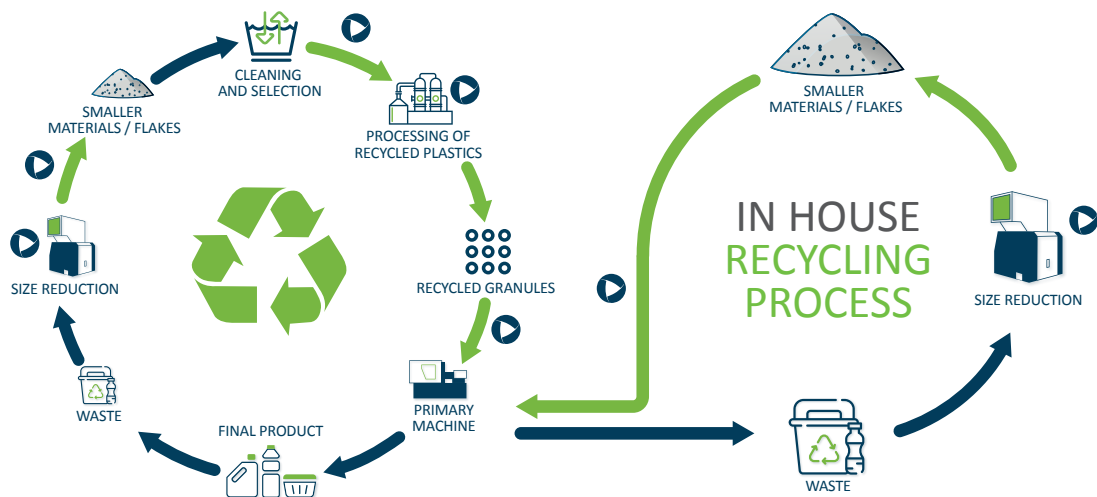 CLEANING
AND SELECTION
SMALLER
MATERIALS / FLAKES
PROCESSING OF
RECYCLED PLASTICS
SIZE REDUCTION
RECYCLED GRANULES
WASTE
PRIMARY
MACHINE
FINAL PRODUCT
SMALLER
MATERIALS / FLAKES
IN HOUSE
RECYCLING
PROCESS
SIZE REDUCTION
WASTE